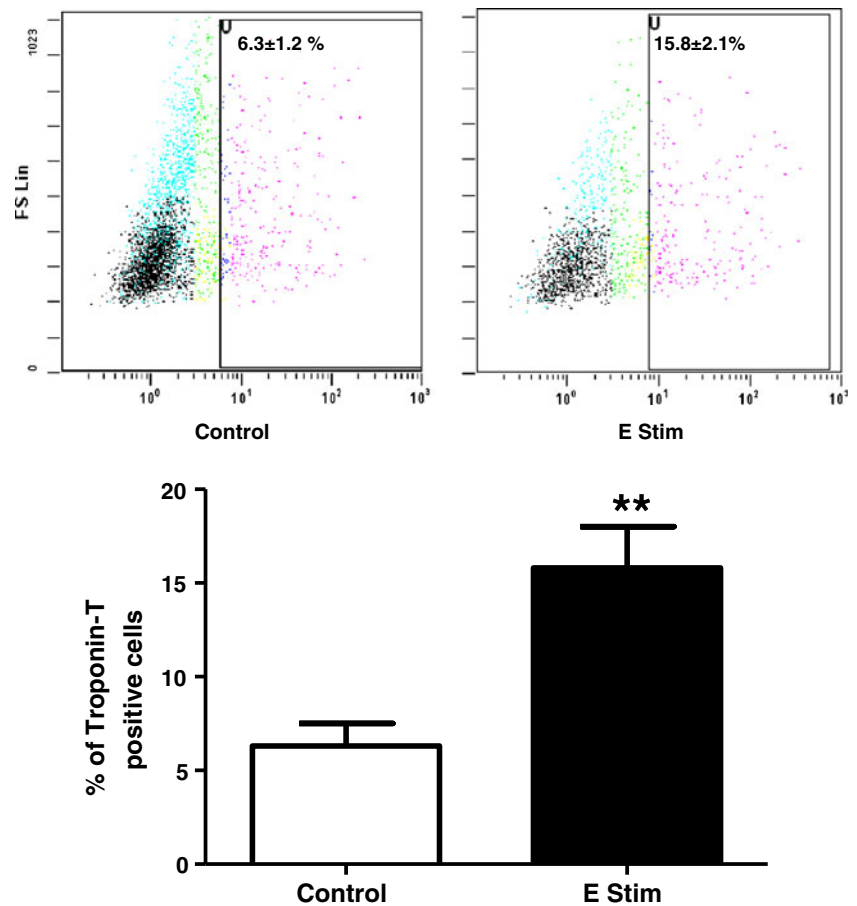 U
6.3±1.2 %
1023
FS Lin
0
10⁰ 10¹ 10² 10³
Control
U
15.8±2.1%
10⁰ 10¹ 10² 10³
E Stim
% of Troponin-T
positive cells
20
15
10
5
0
**
Control E Stim